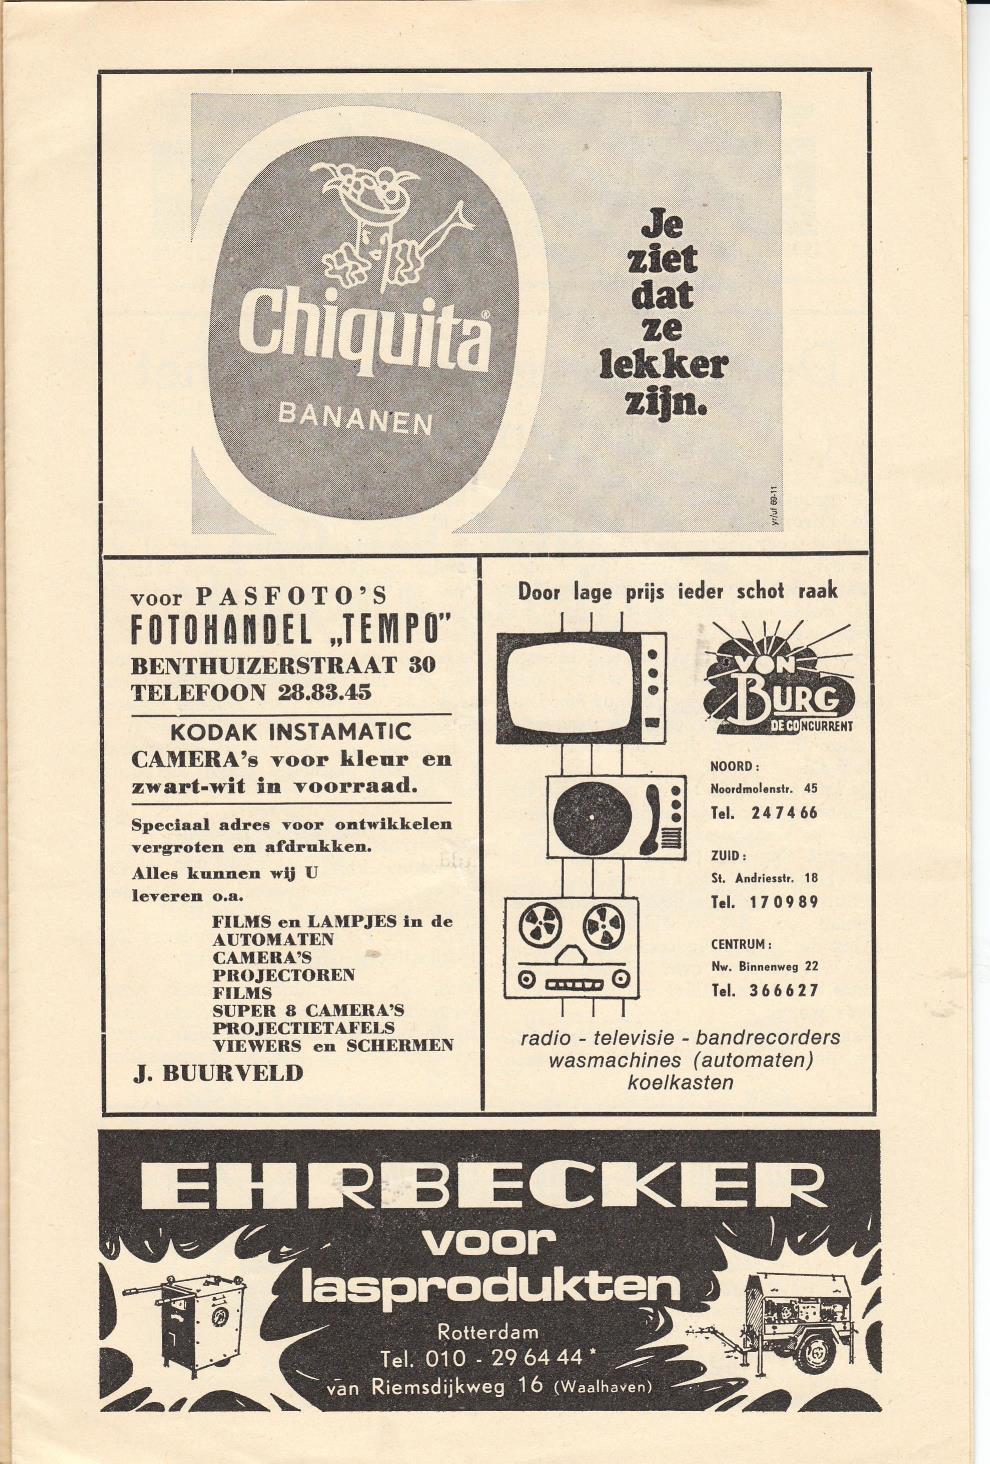 Chiquita®
BANANEN
Je
ziet
dat
ze
lekker
zijn.
yr/uf 69-11
voor PASFOTO'S
FOTOHANDEL „TEMPO”
BENTHUIZERSTRAAT 30
TELEFOON 28.83.45
KODAK INSTAMATIC
CAMERA's voor kleur en
zwart-wit in voorraad.
Speciaal adres voor ontwikkelen
vergroten en afdrukken.
Alles kunnen wij U
leveren o.a.
FILMS en LAMPJES in de
AUTOMATEN
CAMERA'S
PROJECTOREN
FILMS
SUPER 8 CAMERA'S
PROJECTIETAFELS
VIEWERS en SCHERMEN
J. BUURVELD
Door lage prijs ieder schot raak
VON
BURG
DE CONCURRENT
NOORD:
Noordmolenstr. 45
Tel. 247466
ZUID:
St. Andriesstr. 18
Tel. 170989
CENTRUM:
Nw. Binnenweg 22
Tel. 366627
radio - televisie - bandrecorders
wasmachines (automaten)
koelkasten
EHRBECKER
voor
lasprodukten
Rotterdam
Tel. 010 - 29 64 44 *
van Riemsdijkweg 16 (Waalhaven)